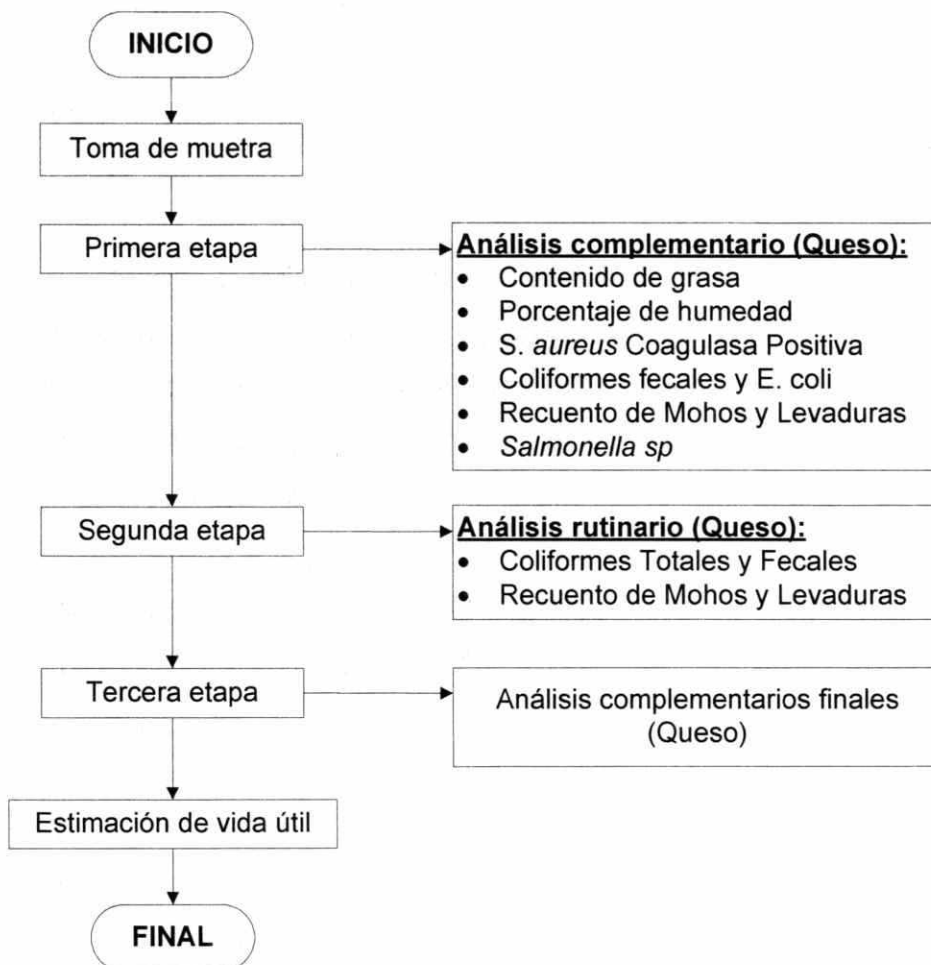 INICIO
Toma de muetra
Primera etapa
Análisis complementario (Queso):
• Contenido de grasa
• Porcentaje de humedad
• S. aureus Coagulasa Positiva
• Coliformes fecales y E. coli
• Recuento de Mohos y Levaduras
• Salmonella sp
Segunda etapa
Análisis rutinario (Queso):
• Coliformes Totales y Fecales
• Recuento de Mohos y Levaduras
Tercera etapa
Análisis complementarios finales
(Queso)
Estimación de vida útil
FINAL